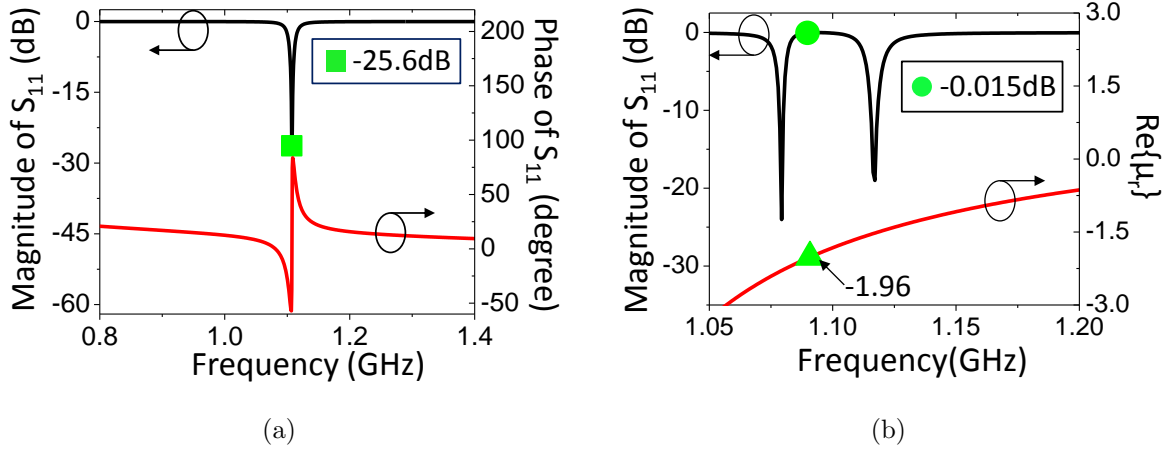 Magnitude of S11 (dB)
0
-15
-30
-45
-60
-25.6dB
200
150
100
50
0
-50
Phase of S11 (degree)
0.8
1.0
1.2
1.4
Frequency (GHz)
(a)
Magnitude of S11 (dB)
0
-10
-20
-30
-0.015dB
-1.96
3.0
1.5
0.0
-1.5
-3.0
Re{μr}
1.05
1.10
1.15
1.20
Frequency(GHz)
(b)